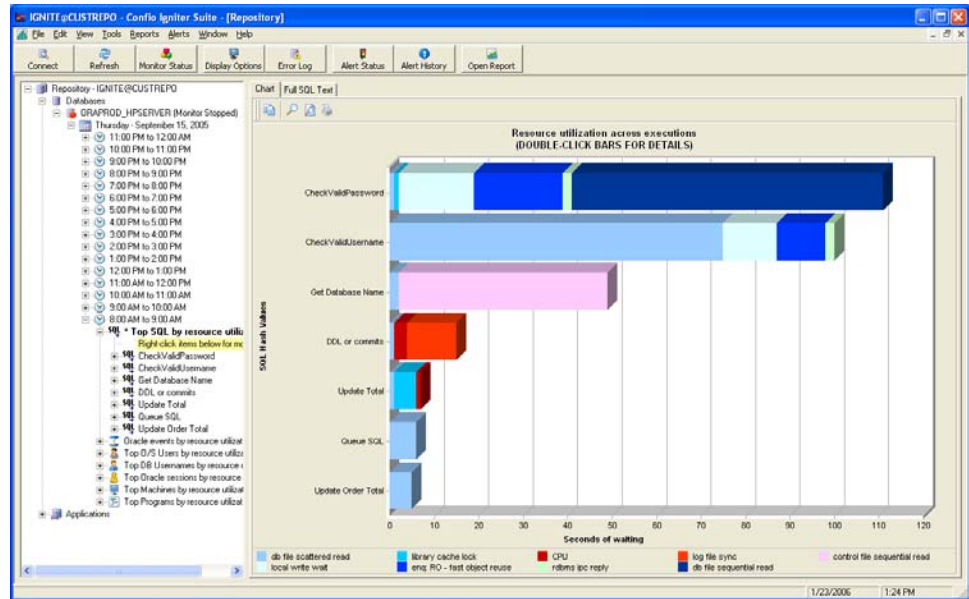 IGNITE@CUSTREPO - Confio Igniter Suite - [Repository]
File Edit View Tools Reports Alerts Window Help
Connect Refresh Monitor Status Display Options Error Log Alert Status Alert History Open Report
Repository - IGNITE@CUSTREPO
Databases
ORAPROD_HPSERVER (Monitor Stopped)
Thursday - September 15, 2005
11:00 PM to 12:00 AM
10:00 PM to 11:00 PM
9:00 PM to 10:00 PM
8:00 PM to 9:00 PM
7:00 PM to 8:00 PM
6:00 PM to 7:00 PM
5:00 PM to 6:00 PM
4:00 PM to 5:00 PM
3:00 PM to 4:00 PM
2:00 PM to 3:00 PM
1:00 PM to 2:00 PM
12:00 PM to 1:00 PM
11:00 AM to 12:00 PM
10:00 AM to 11:00 AM
9:00 AM to 10:00 AM
8:00 AM to 9:00 AM
SQL * Top SQL by resource utiliz
Right-click items below for mo
SQL CheckValidPassword
SQL CheckValidUsername
SQL Get Database Name
SQL DDL or commits
SQL Update Total
SQL Queue SQL
SQL Update Order Total
Oracle events by resource utilizat
Top O/S Users by resource utiliza
Top DB Usernames by resource u
Top Oracle sessions by resource
Top Machines by resource utilizat
Top Programs by resource utilizat
Applications
Chart Full SQL Text
Resource utilization across executions
(DOUBLE-CLICK BARS FOR DETAILS)
SQL Hash Values
CheckValidPassword
CheckValidUsername
Get Database Name
DDL or commits
Update Total
Queue SQL
Update Order Total
0 10 20 30 40 50 60 70 80 90 100 110 120
Seconds of waiting
db file scattered read library cache lock CPU log file sync control file sequential read
local write wait enq: RO - fast object reuse rdbms ipc reply db file sequential read
1/23/2006 1:24 PM